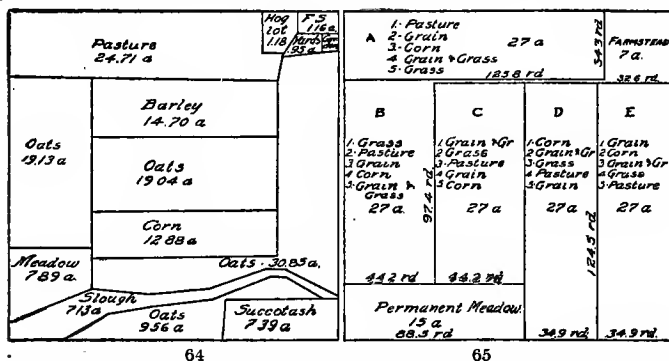 Hog lot 1.18
F S 1.16 a
Yards .95 a
Pasture
24.71 a
Barley
14.70 a
Oats
19.13 a
Oats
19.04 a
Corn
12.88 a
Meadow
7.89 a
Oats - 30.85 a.
Slough
7.13 a
Oats
9.56 a
Succotash
7.39 a
64
A
1 - Pasture
2 - Grain
3 - Corn
4 Grain & Grass
5 - Grass
27 a
34.3 rd
125.8 rd
FARMSTEAD
7 a.
32.6 rd
B
1 - Grass
2 - Pasture
3 Grain
4 Corn
5 - Grain &
Grass
27 a
97.4 rd
44.2 rd
C
1 Grain & Gr
2 Grass
3 - Pasture
4 Grain
5 Corn
27 a
44.2 rd
D
1 - Corn
2 Grain & Gr
3 - Grass
4 Pasture
5 - Grain
27 a
124.5 rd
34.9 rd
E
1 Grain
2 Corn
3 Grain & Gr
4 Grass
5 - Pasture
27 a
34.9 rd
Permanent Meadow.
15 a
88.3 rd
65